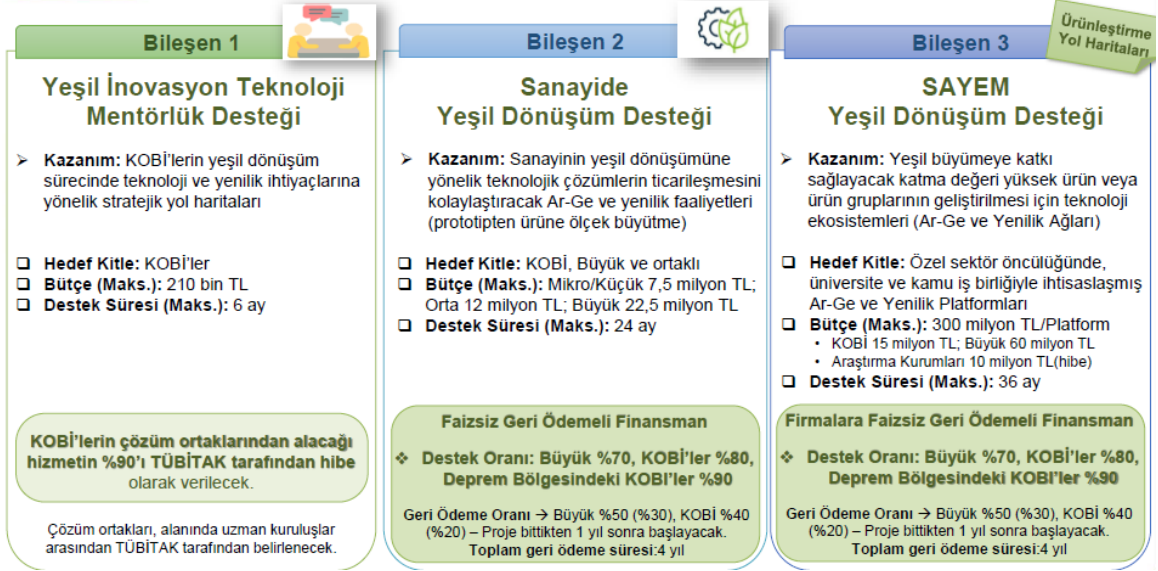 Bileşen 1
Yeşil İnovasyon Teknoloji
Mentörlük Desteği
➢ Kazanım: KOBİ'lerin yeşil dönüşüm
sürecinde teknoloji ve yenilik ihtiyaçlarına
yönelik stratejik yol haritaları
❑ Hedef Kitle: KOBİ'ler
❑ Bütçe (Maks.): 210 bin TL
❑ Destek Süresi (Maks.): 6 ay
KOBİ'lerin çözüm ortaklarından alacağı
hizmetin %90'ı TÜBİTAK tarafından hibe
olarak verilecek.
Çözüm ortakları, alanında uzman kuruluşlar
arasından TÜBİTAK tarafından belirlenecek.
Bileşen 2
Sanayide
Yeşil Dönüşüm Desteği
➢ Kazanım: Sanayinin yeşil dönüşümüne
yönelik teknolojik çözümlerin ticarileşmesini
kolaylaştıracak Ar-Ge ve yenilik faaliyetleri
(prototipten ürüne ölçek büyütme)
❑ Hedef Kitle: KOBİ, Büyük ve ortaklı
❑ Bütçe (Maks.): Mikro/Küçük 7,5 milyon TL;
Orta 12 milyon TL; Büyük 22,5 milyon TL
❑ Destek Süresi (Maks.): 24 ay
Faizsiz Geri Ödemeli Finansman
❖ Destek Oranı: Büyük %70, KOBİ'ler %80,
Deprem Bölgesindeki KOBİ'ler %90
Geri Ödeme Oranı → Büyük %50 (%30), KOBİ %40
(%20) – Proje bittikten 1 yıl sonra başlayacak.
Toplam geri ödeme süresi:4 yıl
Bileşen 3
Ürünleştirme
Yol Haritaları
SAYEM
Yeşil Dönüşüm Desteği
➢ Kazanım: Yeşil büyümeye katkı
sağlayacak katma değeri yüksek ürün veya
ürün gruplarının geliştirilmesi için teknoloji
ekosistemleri (Ar-Ge ve Yenilik Ağları)
❑ Hedef Kitle: Özel sektör öncülüğünde,
üniversite ve kamu iş birliğiyle ihtisaslaşmış
Ar-Ge ve Yenilik Platformları
❑ Bütçe (Maks.): 300 milyon TL/Platform
• KOBİ 15 milyon TL; Büyük 60 milyon TL
• Araştırma Kurumları 10 milyon TL(hibe)
❑ Destek Süresi (Maks.): 36 ay
Firmalara Faizsiz Geri Ödemeli Finansman
❖ Destek Oranı: Büyük %70, KOBİ'ler %80,
Deprem Bölgesindeki KOBİ'ler %90
Geri Ödeme Oranı → Büyük %50 (%30), KOBİ %40
(%20) – Proje bittikten 1 yıl sonra başlayacak.
Toplam geri ödeme süresi:4 yıl